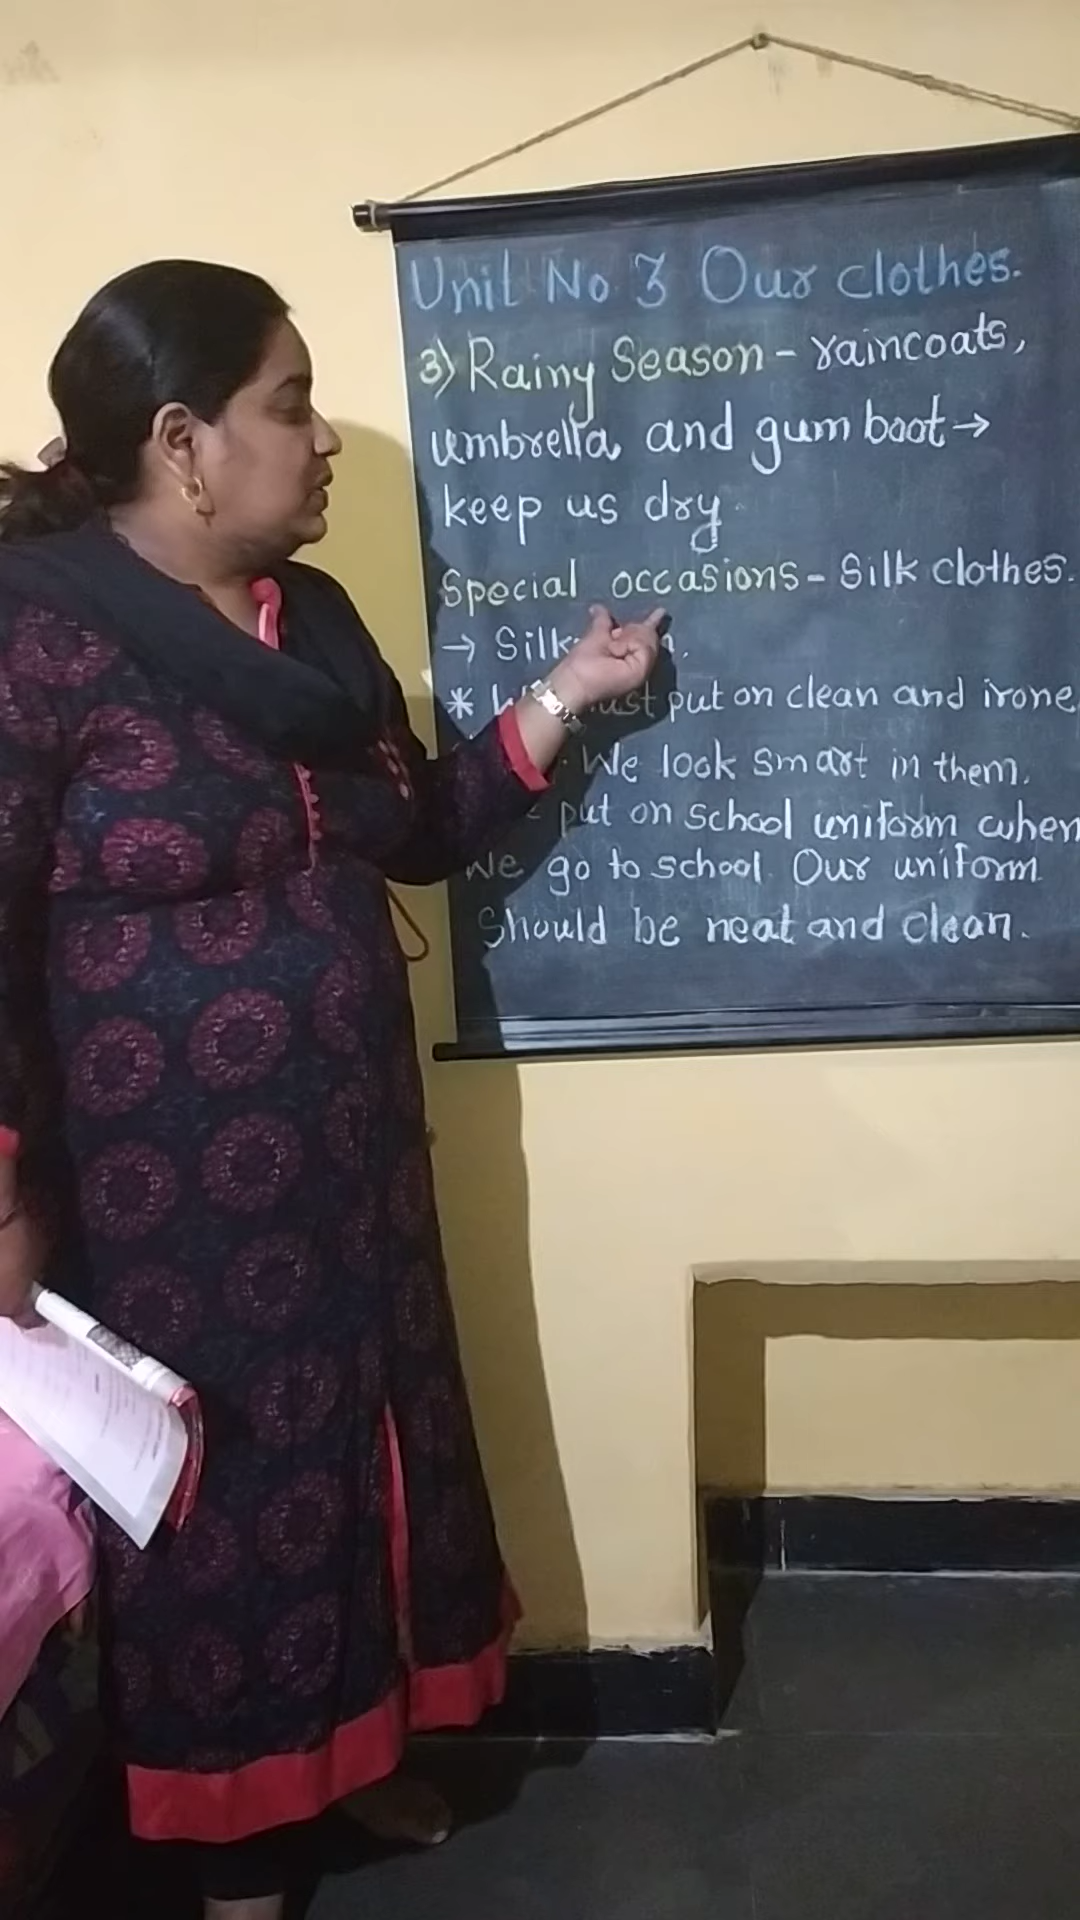 Unit No 3 Our clothes.
3) Rainy Season - raincoats,
umbrella and gum boot →
keep us dry.
Special occasions - Silk clothes.
→ Silk
* put on clean and irone
We look smart in them.
put on school uniform when
We go to school. Our uniform
Should be neat and clean.